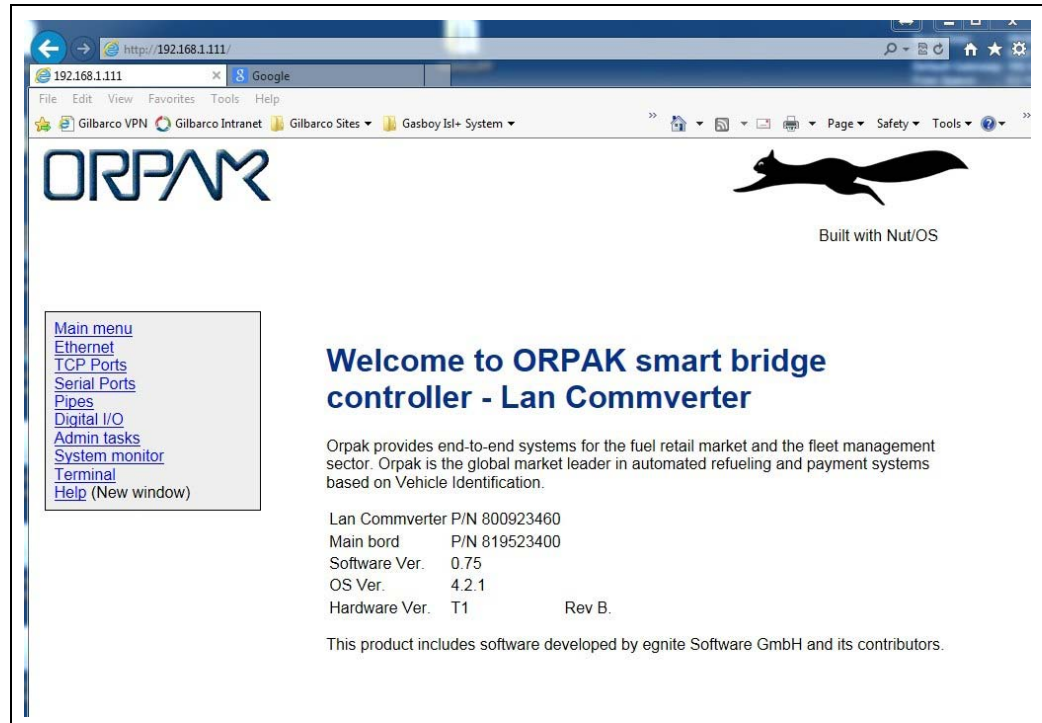 http://192.168.1.111/
192.168.1.111
Google
File Edit View Favorites Tools Help
Gilbarco VPN Gilbarco Intranet Gilbarco Sites Gasboy Isl+ System » Page Safety Tools »
ORPAK
Built with Nut/OS
Main menu
Ethernet
TCP Ports
Serial Ports
Pipes
Digital I/O
Admin tasks
System monitor
Terminal
Help (New window)
Welcome to ORPAK smart bridge
controller - Lan Commverter
Orpak provides end-to-end systems for the fuel retail market and the fleet management
sector. Orpak is the global market leader in automated refueling and payment systems
based on Vehicle Identification.
Lan Commverter P/N 800923460
Main bord P/N 819523400
Software Ver. 0.75
OS Ver. 4.2.1
Hardware Ver. T1 Rev B.
This product includes software developed by egnite Software GmbH and its contributors.